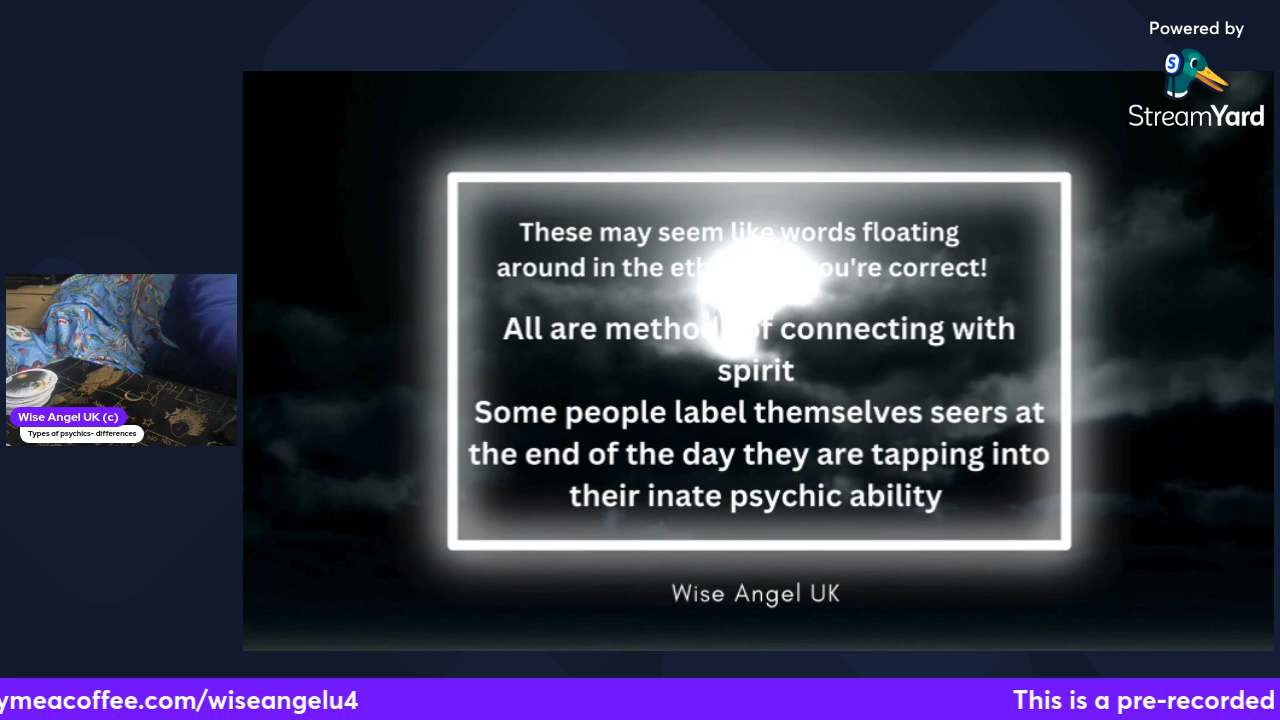 Powered by
S
StreamYard
These may seem like words floating
around in the you're correct!
All are methods of connecting with
spirit
Some people label themselves seers at
the end of the day they are tapping into
their inate psychic ability
Wise Angel UK
Wise Angel UK (c)
Types of psychics- differences
ymeacoffee.com/wiseangelu4
This is a pre-recorded